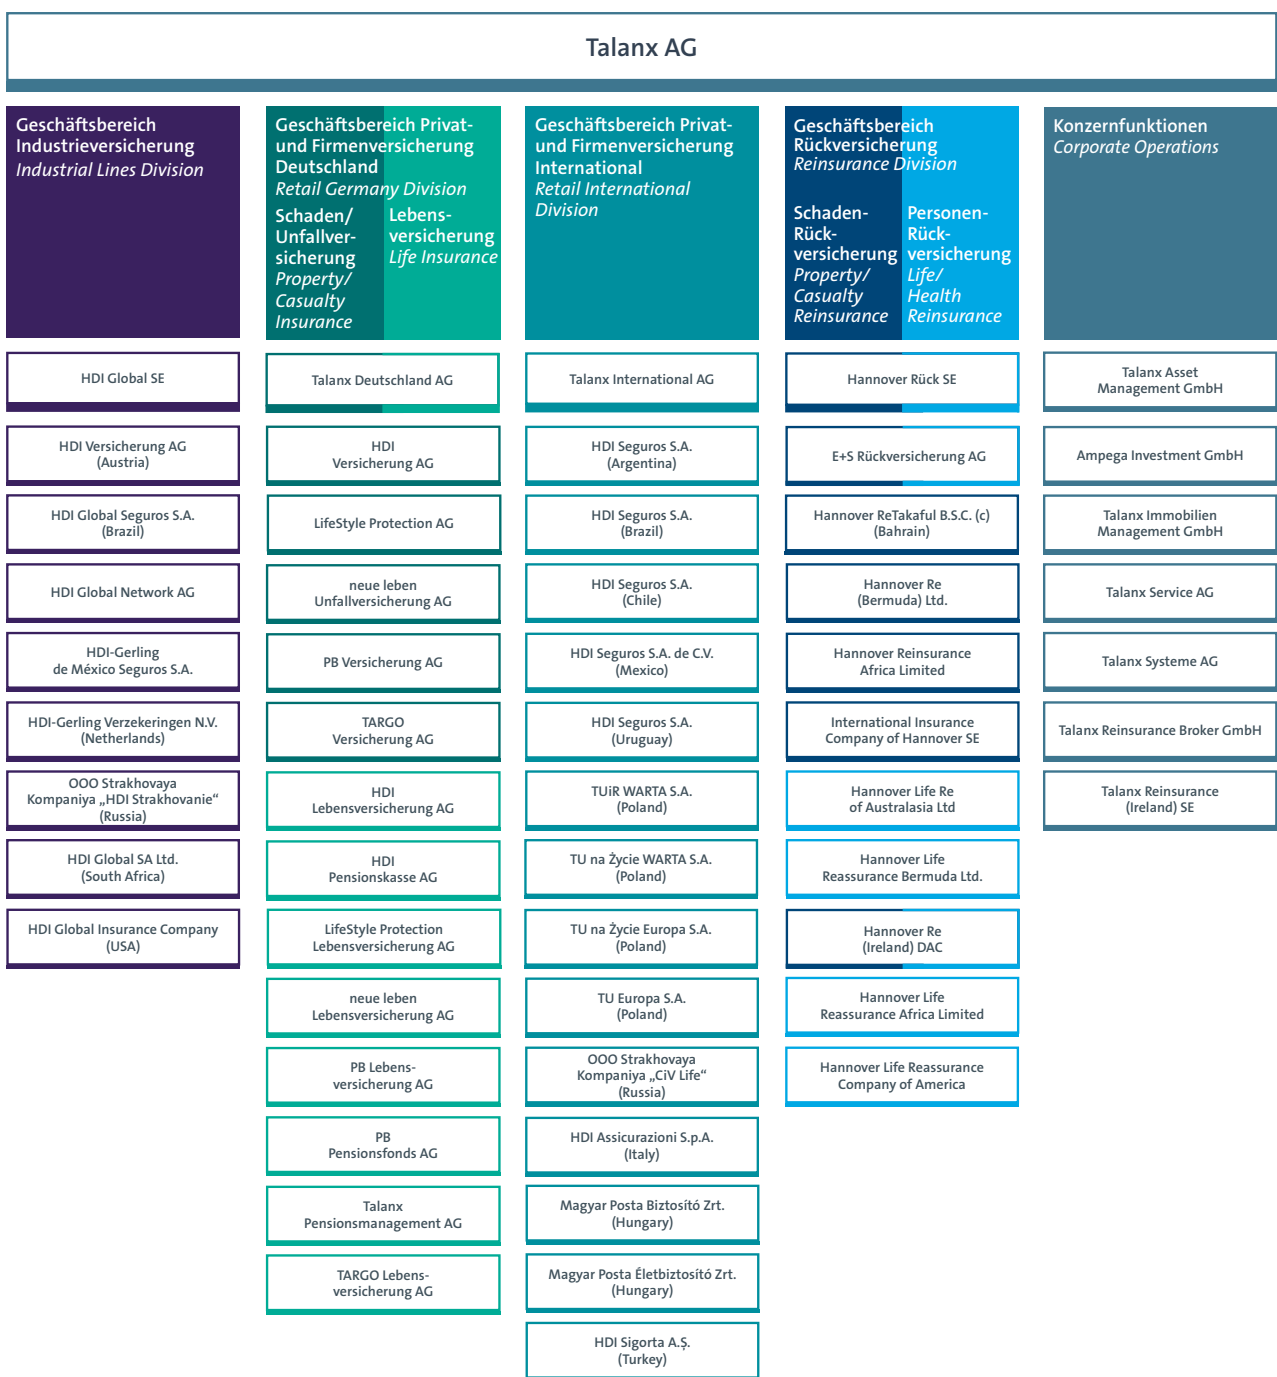 Talanx AG
Geschäftsbereich
Industrieversicherung
Industrial Lines Division
Geschäftsbereich Privat-
und Firmenversicherung
Deutschland
Retail Germany Division
Schaden/
Unfallver-
sicherung
Property/
Casualty
Insurance
Lebens-
versicherung
Life Insurance
Geschäftsbereich Privat-
und Firmenversicherung
International
Retail International
Division
Geschäftsbereich
Rückversicherung
Reinsurance Division
Schaden-
Rück-
versicherung
Property/
Casualty
Reinsurance
Personen-
Rück-
versicherung
Life/
Health
Reinsurance
Konzernfunktionen
Corporate Operations
HDI Global SE
HDI Versicherung AG
(Austria)
HDI Global Seguros S.A.
(Brazil)
HDI Global Network AG
HDI-Gerling
de México Seguros S.A.
HDI-Gerling Verzekeringen N.V.
(Netherlands)
OOO Strakhovaya
Kompaniya „HDI Strakhovanie“
(Russia)
HDI Global SA Ltd.
(South Africa)
HDI Global Insurance Company
(USA)
Talanx Deutschland AG
HDI
Versicherung AG
LifeStyle Protection AG
neue leben
Unfallversicherung AG
PB Versicherung AG
TARGO
Versicherung AG
HDI
Lebensversicherung AG
HDI
Pensionskasse AG
LifeStyle Protection
Lebensversicherung AG
neue leben
Lebensversicherung AG
PB Lebens-
versicherung AG
PB
Pensionsfonds AG
Talanx
Pensionsmanagement AG
TARGO Lebens-
versicherung AG
Talanx International AG
HDI Seguros S.A.
(Argentina)
HDI Seguros S.A.
(Brazil)
HDI Seguros S.A.
(Chile)
HDI Seguros S.A. de C.V.
(Mexico)
HDI Seguros S.A.
(Uruguay)
TUiR WARTA S.A.
(Poland)
TU na Życie WARTA S.A.
(Poland)
TU na Życie Europa S.A.
(Poland)
TU Europa S.A.
(Poland)
OOO Strakhovaya
Kompaniya „CiV Life“
(Russia)
HDI Assicurazioni S.p.A.
(Italy)
Magyar Posta Biztosító Zrt.
(Hungary)
Magyar Posta Életbiztosító Zrt.
(Hungary)
HDI Sigorta A.Ş.
(Turkey)
Hannover Rück SE
E+S Rückversicherung AG
Hannover ReTakaful B.S.C. (c)
(Bahrain)
Hannover Re
(Bermuda) Ltd.
Hannover Reinsurance
Africa Limited
International Insurance
Company of Hannover SE
Hannover Life Re
of Australasia Ltd
Hannover Life
Reassurance Bermuda Ltd.
Hannover Re
(Ireland) DAC
Hannover Life
Reassurance Africa Limited
Hannover Life Reassurance
Company of America
Talanx Asset
Management GmbH
Ampega Investment GmbH
Talanx Immobilien
Management GmbH
Talanx Service AG
Talanx Systeme AG
Talanx Reinsurance Broker GmbH
Talanx Reinsurance
(Ireland) SE